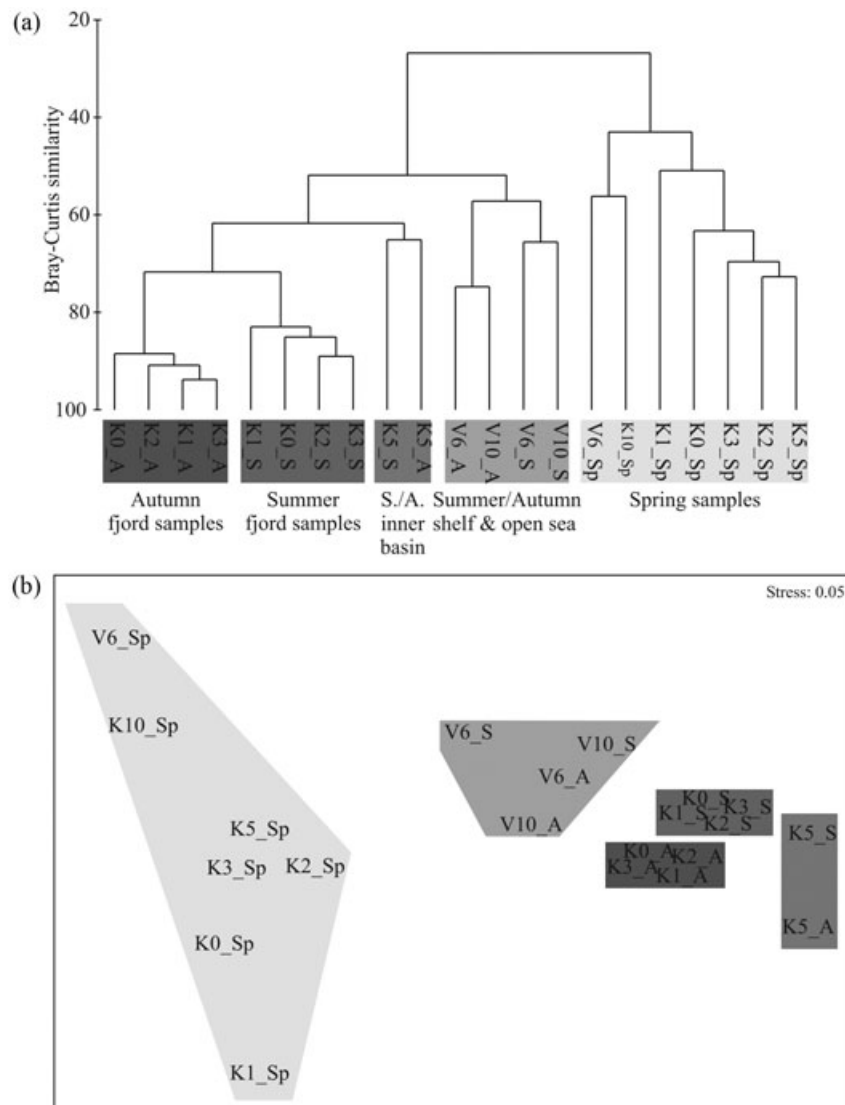 (a)
20
40
60
80
100
Bray-Curtis similarity
K0_A K2_A K1_A K3_A K1_S K0_S K2_S K3_S K5_S K5_A V6_A V10_A V6_S V10_S V6_Sp K10_Sp K1_Sp K0_Sp K3_Sp K2_Sp K5_Sp
Autumn
fjord samples
Summer
fjord samples
S./A.
inner
basin
Summer/Autumn
shelf & open sea
Spring samples
(b)
Stress: 0.05
V6_Sp
K10_Sp
V6_S
V10_S
V6_A
V10_A
K5_Sp
K3_Sp
K2_Sp
K0_Sp
K1_Sp
K0_S
K1_S
K3_S
K2_S
K0_A
K2_A
K3_A
K1_A
K5_S
K5_A